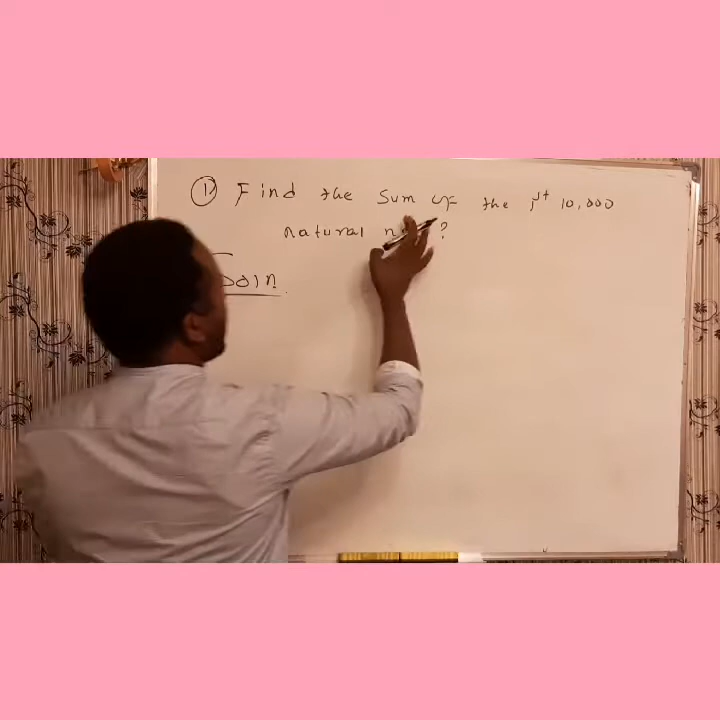 ① Find the Sum of the 1st 10,000
natural ?
Soln